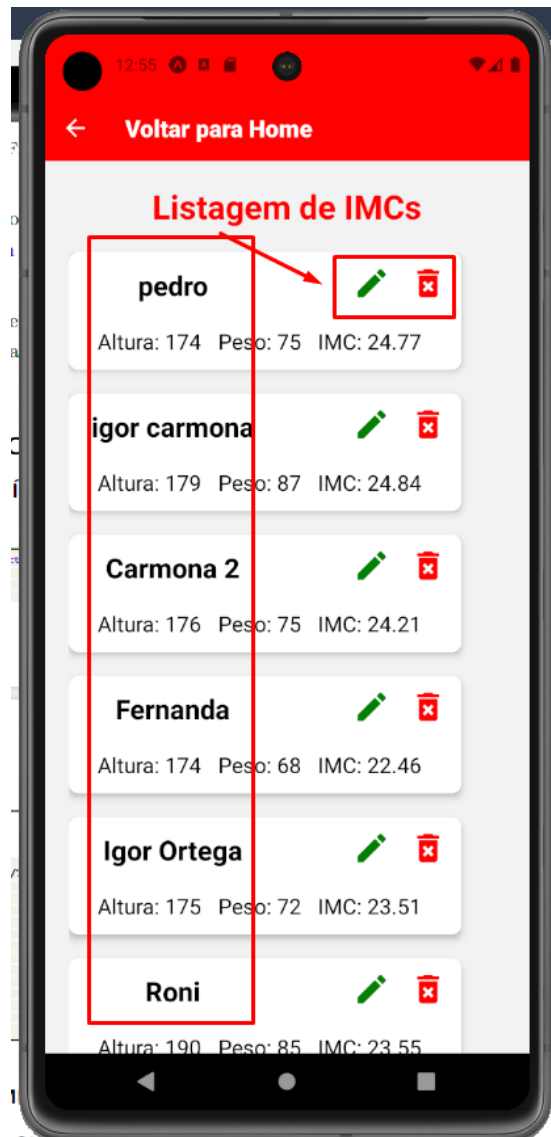 12:55
Voltar para Home
Listagem de IMCs
pedro
Altura: 174 Peso: 75 IMC: 24.77
igor carmona
Altura: 179 Peso: 87 IMC: 24.84
Carmona 2
Altura: 176 Peso: 75 IMC: 24.21
Fernanda
Altura: 174 Peso: 68 IMC: 22.46
Igor Ortega
Altura: 175 Peso: 72 IMC: 23.51
Roni
Altura: 190 Peso: 85 IMC: 23.55